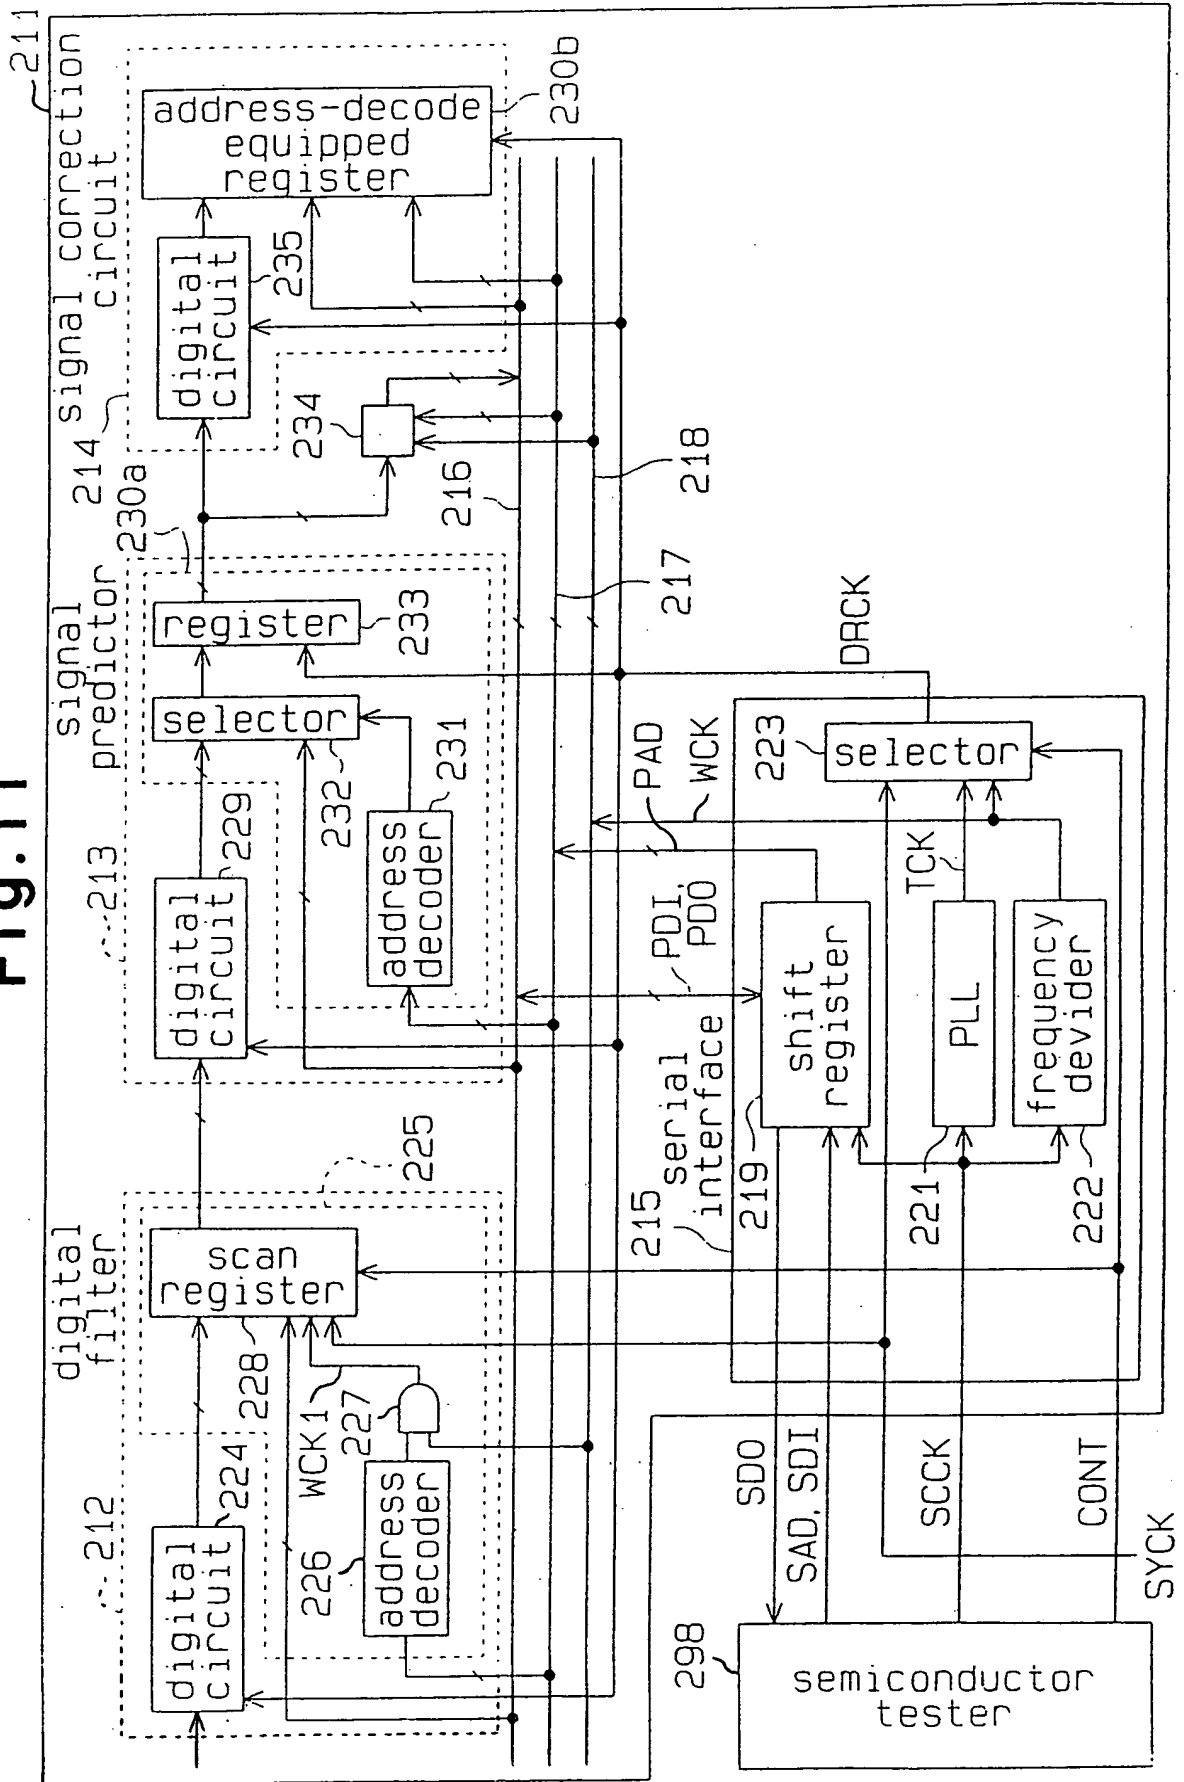 Fig.11
211
212
digital
filter
213
signal
predictor
214
signal correction
circuit
digital
circuit
224
scan
register
228
225
WCK1
227
226
address
decoder
digital
circuit
229
selector
232
register
233
230a
address
decoder
231
234
digital
circuit
235
address-decode
equipped
register
230b
216
217
218
215
serial
interface
PDI,
PDO
PAD
WCK
DRCK
219
shift
register
TCK
221
PLL
222
frequency
devider
223
selector
SDO
SAD, SDI
SCCK
CONT
SYCK
298
semiconductor
tester